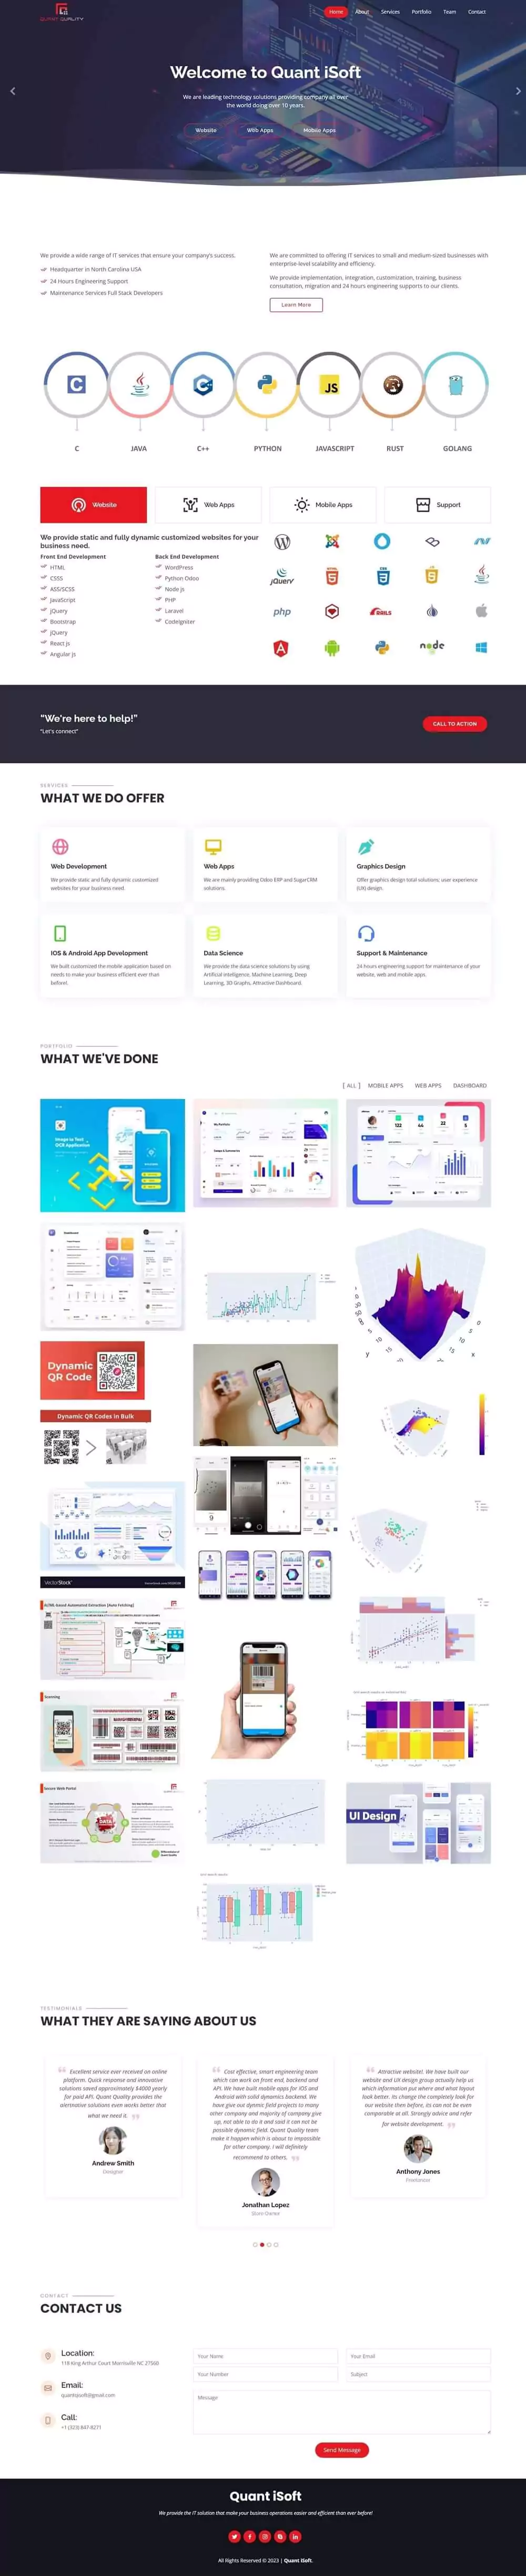 QUANT QUALITY
Home About Services Portfolio Team Contact
Welcome to Quant iSoft
We are leading technology solutions providing company all over
the world doing over 10 years.
Website Web Apps Mobile Apps
We provide a wide range of IT services that ensure your company's success.
Headquarter in North Carolina USA
24 Hours Engineering Support
Maintenance Services Full Stack Developers
We are committed to offering IT services to small and medium-sized businesses with
enterprise-level scalability and efficiency.
We provide implementation, integration, customization, training, business
consultation, migration and 24 hours engineering supports to our clients.
Learn More
C JAVA C++ PYTHON JAVASCRIPT RUST GOLANG
Website Web Apps Mobile Apps Support
We provide static and fully dynamic customized websites for your
business need.
Front End Development
HTML
CSS5
ASS/SCSS
JavaScript
jQuery
Bootstrap
jQuery
React js
Angular js
Back End Development
WordPress
Python Odoo
Node js
PHP
Laravel
CodeIgniter
jQuery
php
RAILS
node
"We're here to help!"
"Let's connect"
CALL TO ACTION
SERVICES
WHAT WE DO OFFER
Web Development
We provide static and fully dynamic customized
websites for your business need.
Web Apps
We are mainly providing Odoo ERP and SugarCRM
solutions.
Graphics Design
Offer graphics design total solutions; user experience
(UX) design.
IOS & Android App Development
We built customized the mobile application based on
needs to make your business efficient ever than
before!.
Data Science
We provide the data science solutions by using
Artificial intelligence, Machine Learning, Deep
Learning, 3D Graphs, Attractive Dashboard.
Support & Maintenance
24 hours engineering support for maintenance of your
website, web and mobile apps.
PORTFOLIO
WHAT WE'VE DONE
[ ALL ] MOBILE APPS WEB APPS DASHBOARD
Image to Text
OCR Application
Dynamic
QR Code
Dynamic QR Codes in Bulk
VectorStock
AI/ML-based Automated Extraction (Auto Fetching)
Scanning
Secure Web Portal
UI Design
TESTIMONIALS
WHAT THEY ARE SAYING ABOUT US
Excellent service ever received on online
platform. Quick response and innovative
solutions saved approximately $4000 yearly
for paid API. Quant Quality provides the
alernative solutions even works better that
what we need it.
Andrew Smith
Designer
Cost effective, smart engineering team
which can work on front end, backend and
API. We have built mobile apps for iOS and
Android with solid dynamics backend. We
have give our dynmic field projects to many
other company and majority of company give
up, not able to do it and said it can not be
possible dynamic field. Quant Quality team
make it happen which is about to impossible
for other company. I will definitely
recommend to others.
Jonathan Lopez
Store Owner
Attractive website!. We have built our
website and UX design group actually help us
which information put where and what layout
look better. Its change the completely look for
our website then before, its can not be even
comparable at all. Strongly advice and refer
for website development.
Anthony Jones
Freelancer
CONTACT
CONTACT US
Location:
118 King Arthur Court Morrisville NC 27560
Email:
quantqisoft@gmail.com
Call:
+1 (323) 847-8271
Your Name
Your Email
Your Number
Subject
Message
Send Message
Quant iSoft
We provide the IT solution that make your business operations easier and efficient than ever before!
All Rights Reserved © 2023 | Quant iSoft.